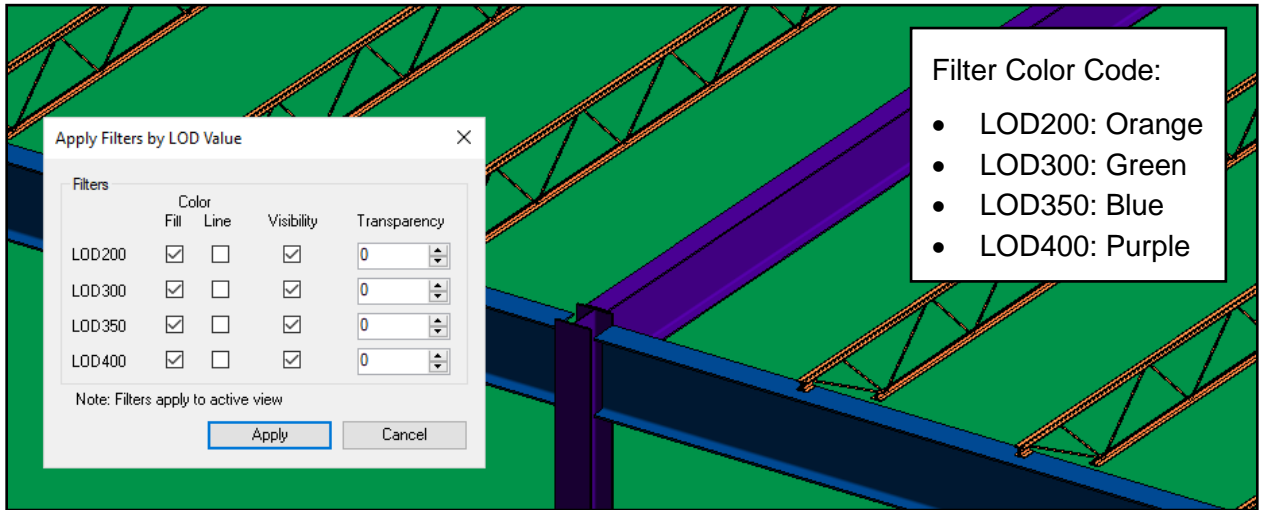 Apply Filters by LOD Value
Filters
Color
Fill Line Visibility Transparency
LOD200 0
LOD300 0
LOD350 0
LOD400 0
Note: Filters apply to active view
Apply Cancel
Filter Color Code:
• LOD200: Orange
• LOD300: Green
• LOD350: Blue
• LOD400: Purple